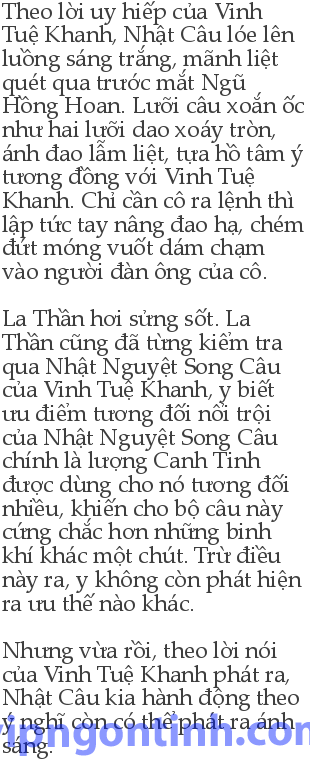 Theo lời uy hiếp của Vinh
Tuệ Khanh, Nhật Câu lóe lên
luồng sáng trắng, mãnh liệt
quét qua trước mắt Ngũ
Hồng Hoan. Lưỡi câu xoắn ốc
như hai lưỡi dao xoáy tròn,
ánh đao lẫm liệt, tựa hồ tâm ý
tương đồng với Vinh Tuệ
Khanh. Chỉ cần cô ra lệnh thì
lập tức tay nâng đao hạ, chém
đứt móng vuốt dám chạm
vào người đàn ông của cô.
La Thần hơi sửng sốt. La
Thần cũng đã từng kiểm tra
qua Nhật Nguyệt Song Câu
của Vinh Tuệ Khanh, y biết
ưu điểm tương đối nổi trội
của Nhật Nguyệt Song Câu
chính là lượng Canh Tinh
được dùng cho nó tương đối
nhiều, khiến cho bộ câu này
cứng chắc hơn những binh
khí khác một chút. Trừ điều
này ra, y không còn phát hiện
ra ưu thế nào khác.
Nhưng vừa rồi, theo lời nói
của Vinh Tuệ Khanh phát ra,
Nhật Câu kia hành động theo
ý nghĩ còn có thể phát ra ánh
sáng.
vipngontinh.com